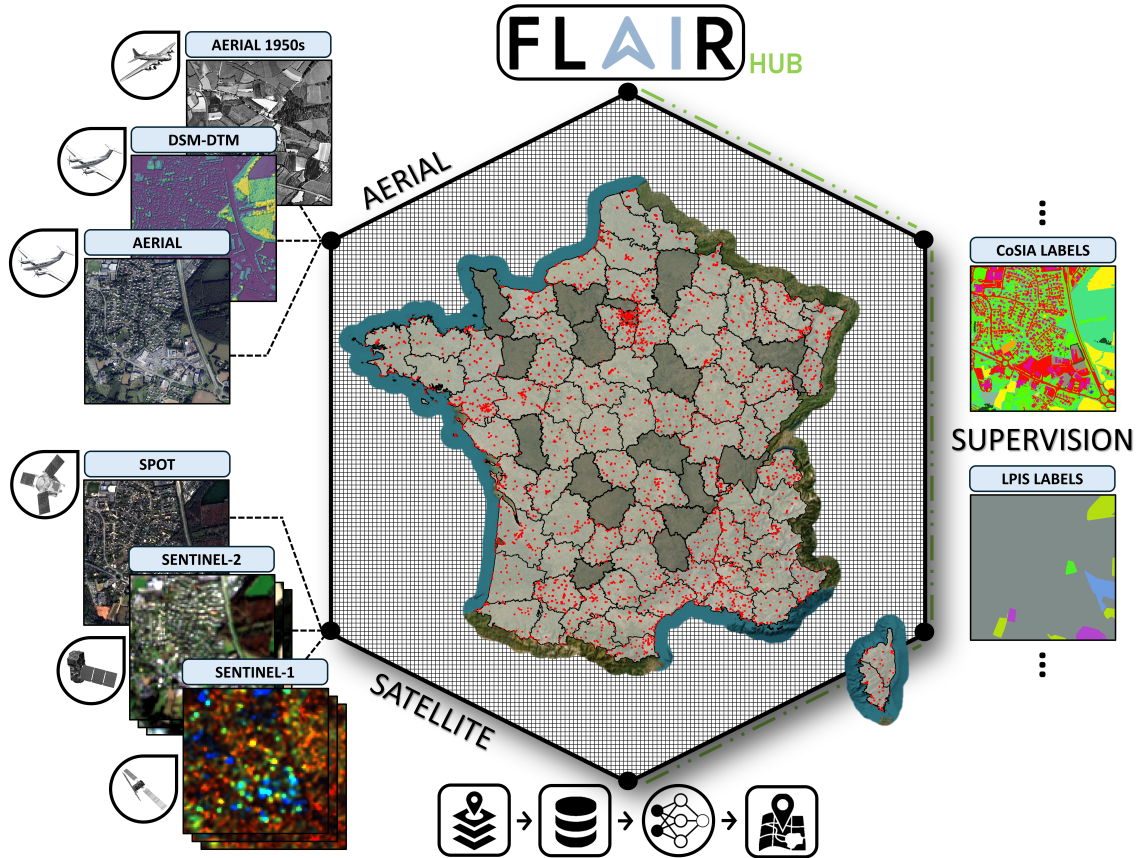 FLAIR
HUB
AERIAL 1950s
DSM-DTM
AERIAL
AERIAL
CoSIA LABELS
SUPERVISION
LPIS LABELS
SPOT
SENTINEL-2
SENTINEL-1
SATELLITE